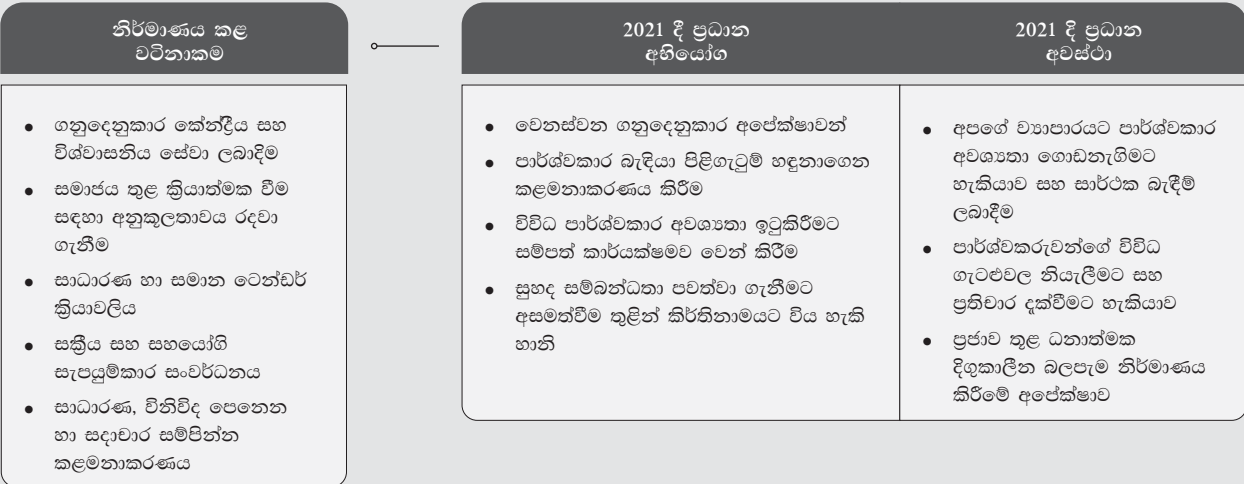 නිර්මාණය කළ
වටිනාකම
ගනුදෙනුකාර කේන්ද්‍රීය සහ
විශ්වාසනීය සේවා ලබාදිම
සමාජය තුළ ක්‍රියාත්මක වීම
සඳහා අනුකූලතාවය රඳවා
ගැනීම
සාධාරණ හා සමාන ටෙන්ඩර්
ක්‍රියාවලිය
සක්‍රීය සහ සහයෝගි
සැපයුම්කාර සංවර්ධනය
සාධාරණ, විනිවිද පෙනෙන
හා සදාචාර සම්පින්න
කළමනාකරණය
2021 දී ප්‍රධාන
අභියෝග
වෙනස්වන ගනුදෙනුකාර අපේක්ෂාවන්
පාර්ශ්වකාර බැඳියා පිළිගැටුම් හඳුනාගෙන
කළමනාකරණය කිරීම
විවිධ පාර්ශ්වකාර අවශ්‍යතා ඉටුකිරීමට
සම්පත් කාර්යක්ෂමව වෙන් කිරීම
සුහද සම්බන්ධතා පවත්වා ගැනීමට
අසමත්වීම තුළින් කිර්තිනාමයට විය හැකි
හානි
2021 දි ප්‍රධාන
අවස්ථා
අපගේ ව්‍යාපාරයට පාර්ශ්වකාර
අවශ්‍යතා ගොඩනැගිමට
හැකියාව සහ සාර්ථක බැඳීම්
ලබාදීම
පාර්ශ්වකරුවන්ගේ විවිධ
ගැටළුවල නියැලීමට සහ
ප්‍රතිචාර දැක්වීමට හැකියාව
ප්‍රජාව තුළ ධනාත්මක
දිගුකාලීන බලපෑම නිර්මාණය
කිරීමේ අපේක්ෂාව